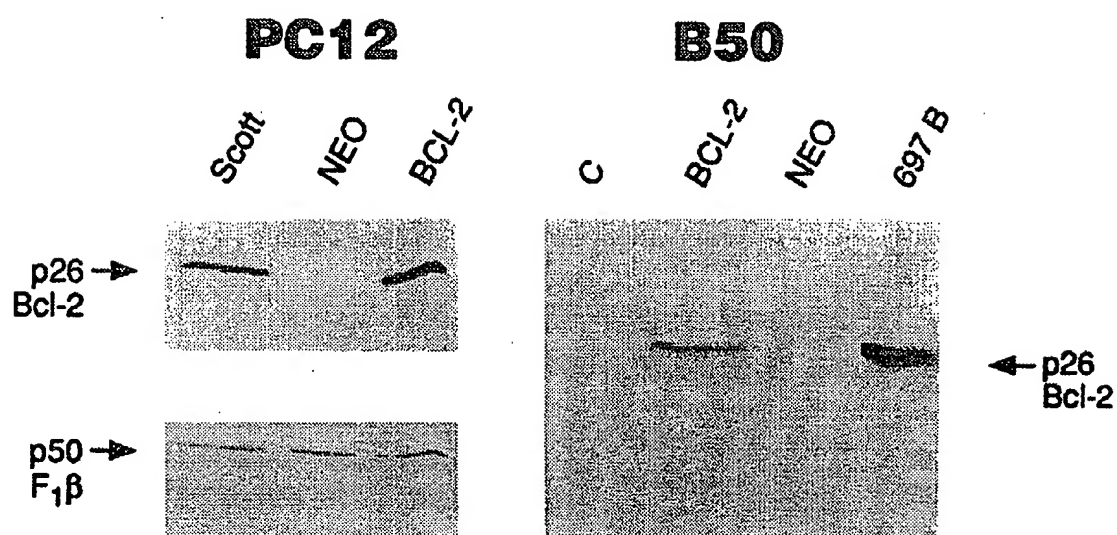 PC12
B50
Scott
NEO
BCL-2
C
BCL-2
NEO
697 B
p26
Bcl-2
p26
Bcl-2
p50
F₁β